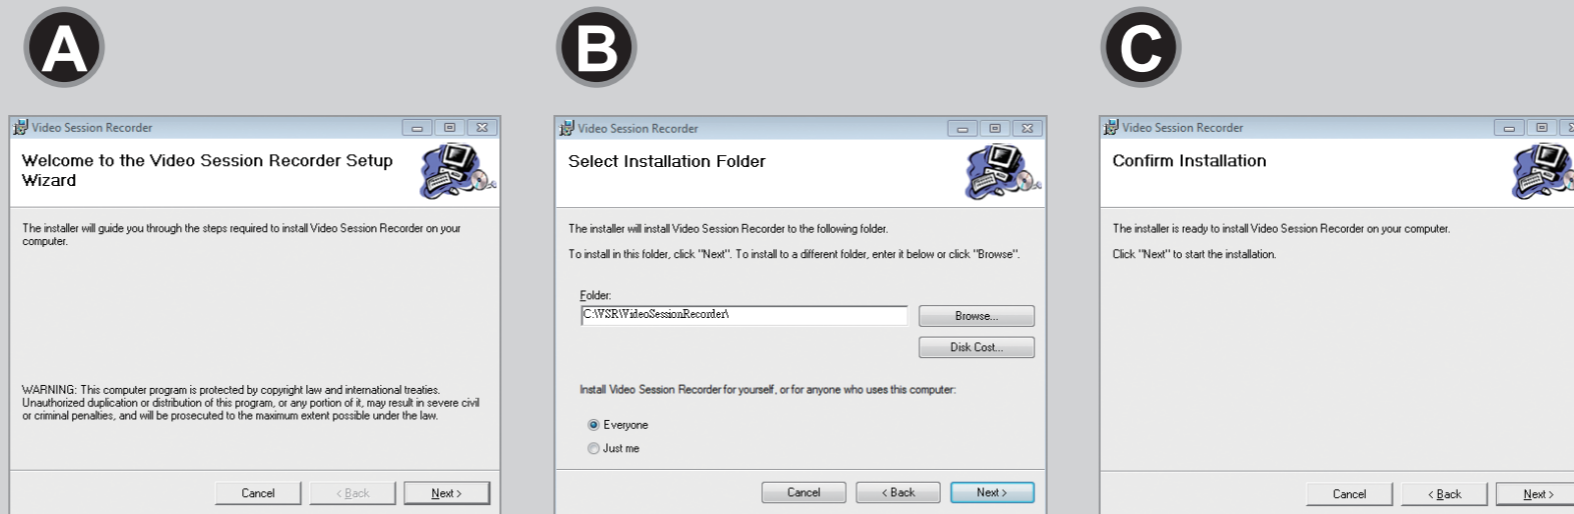 A
B
C
Video Session Recorder
Welcome to the Video Session Recorder Setup
Wizard
The installer will guide you through the steps required to install Video Session Recorder on your
computer.
WARNING: This computer program is protected by copyright law and international treaties.
Unauthorized duplication or distribution of this program, or any portion of it, may result in severe civil
or criminal penalties, and will be prosecuted to the maximum extent possible under the law.
Cancel < Back Next >
Video Session Recorder
Select Installation Folder
The installer will install Video Session Recorder to the following folder.
To install in this folder, click "Next". To install to a different folder, enter it below or click "Browse".
Folder:
C:\VSR\VideoSessionRecorder\
Browse...
Disk Cost...
Install Video Session Recorder for yourself, or for anyone who uses this computer:
Everyone
Just me
Cancel < Back Next >
Video Session Recorder
Confirm Installation
The installer is ready to install Video Session Recorder on your computer.
Click "Next" to start the installation.
Cancel < Back Next >